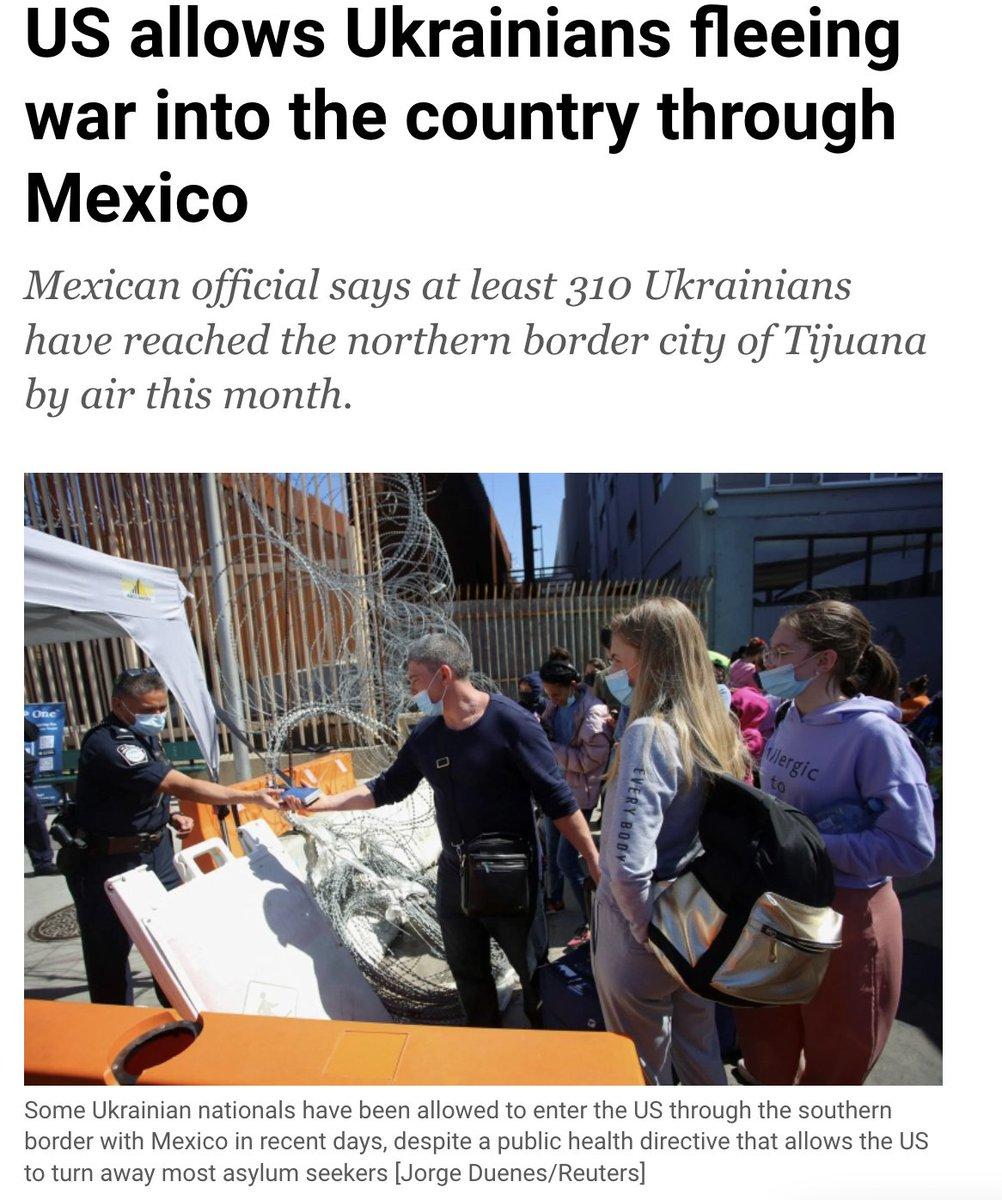 US allows Ukrainians fleeing
war into the country through
Mexico
Mexican official says at least 310 Ukrainians
have reached the northern border city of Tijuana
by air this month.
One
EVERY BODY
Allergic
to
Some Ukrainian nationals have been allowed to enter the US through the southern
border with Mexico in recent days, despite a public health directive that allows the US
to turn away most asylum seekers [Jorge Duenes/Reuters]